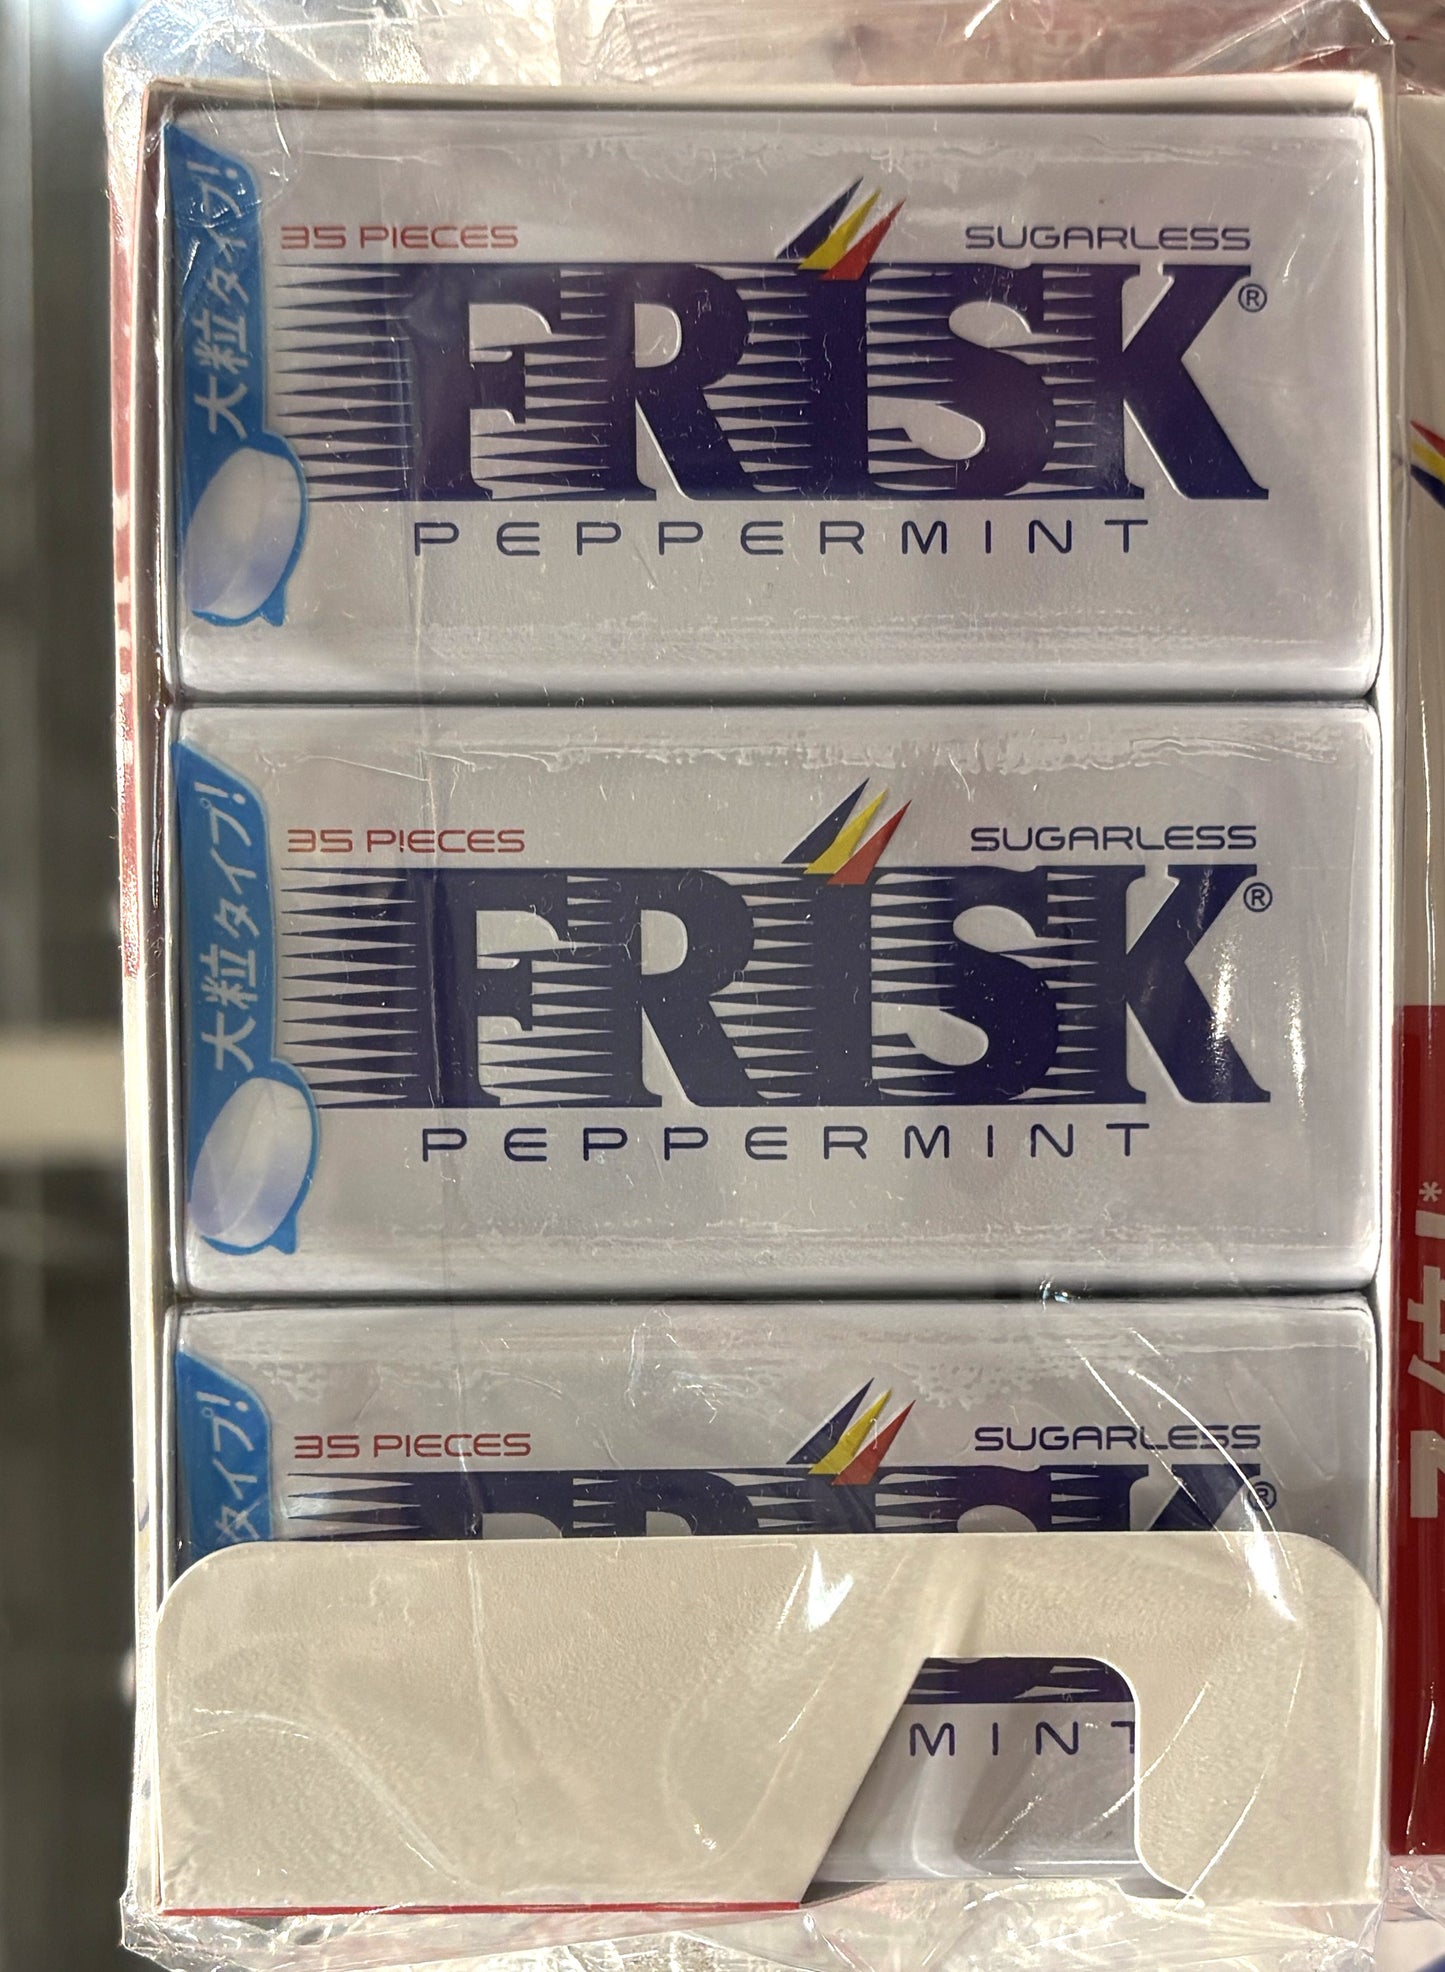 大粒タイプ!
35 PIECES
SUGARLESS
FRISK®
PEPPERMINT
大粒タイプ!
35 PIECES
SUGARLESS
FRISK®
PEPPERMINT
タイプ!
35 PIECES
SUGARLESS
FRISK®
MINT